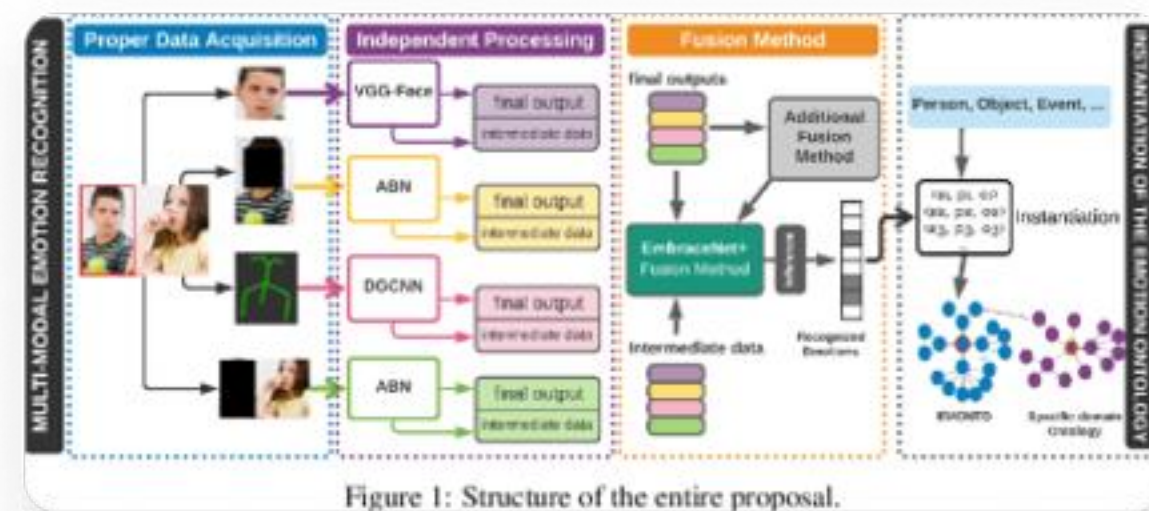 MULTI-MODAL EMOTION RECOGNITION
Proper Data Acquisition
Independent Processing
VGG-Face
final output
intermediate data
ABN
final output
intermediate data
DGCNN
final output
intermediate data
ABN
final output
intermediate data
Fusion Method
final outputs
Additional
Fusion
Method
EmbraceNet+
Fusion Method
Intermediate data
Recognized
Emotions
Person, Object, Event, ...
Instantiation
EMONTO
Specific domain
Ontology
INSTANTIATION OF THE EMOTION ONTOLOGY
Figure 1: Structure of the entire proposal.